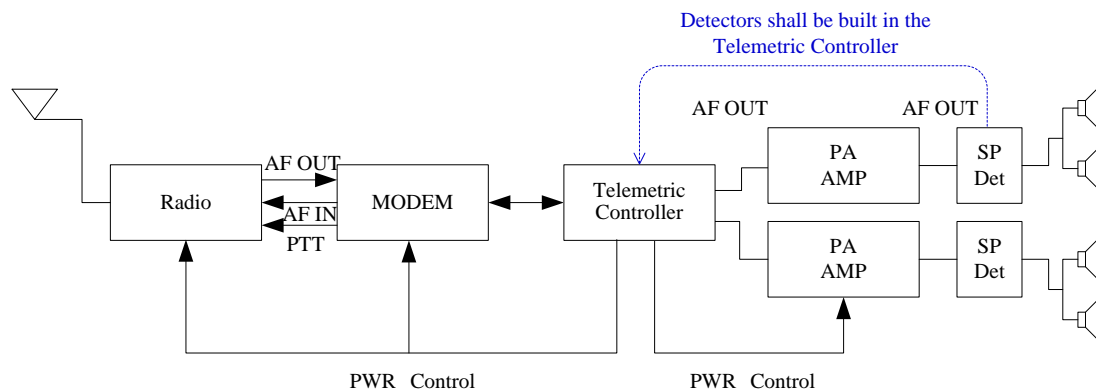 Detectors shall be built in the
Telemetric Controller
AF OUT
AF OUT
AF OUT
PA
AMP
SP
Det
Radio
MODEM
Telemetric
Controller
AF IN
PTT
PA
AMP
SP
Det
PWR Control
PWR Control